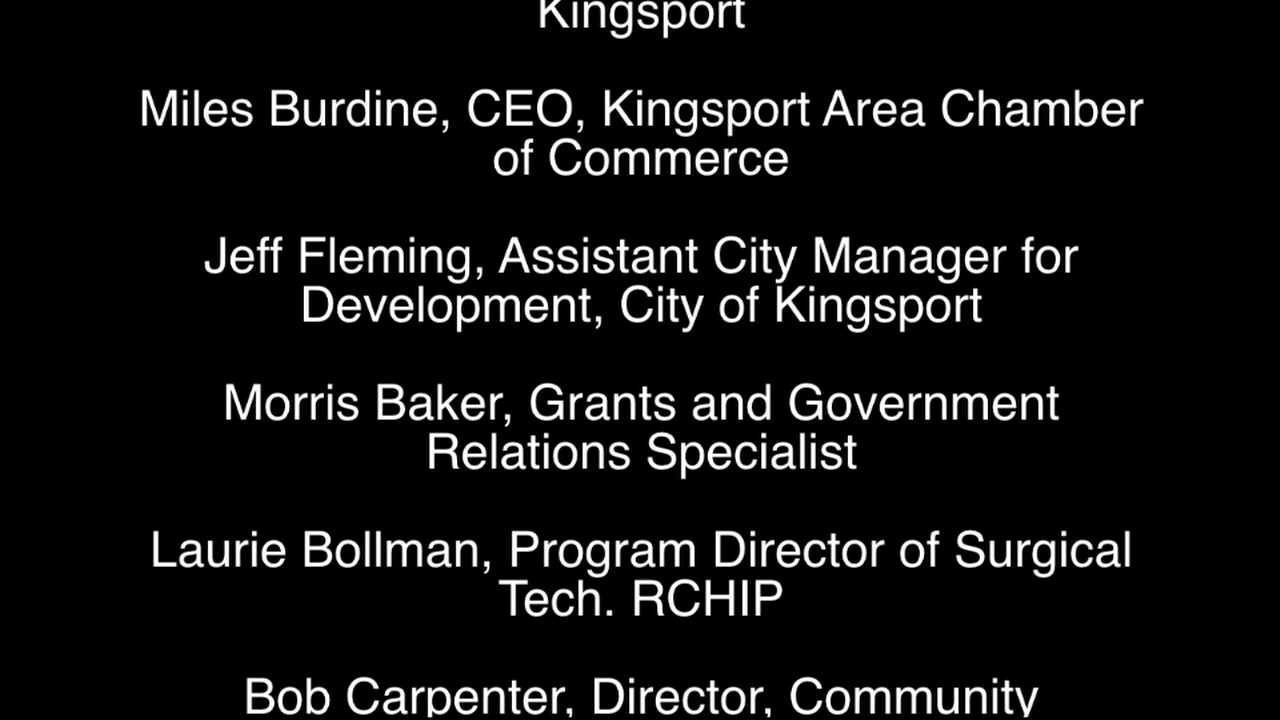 Kingsport
Miles Burdine, CEO, Kingsport Area Chamber
of Commerce
Jeff Fleming, Assistant City Manager for
Development, City of Kingsport
Morris Baker, Grants and Government
Relations Specialist
Laurie Bollman, Program Director of Surgical
Tech. RCHIP
Bob Carpenter, Director, Community